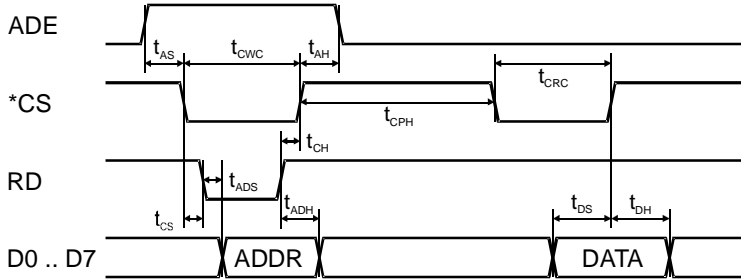 ADE
tAS tCWC tAH
*CS
tCRC
tCPH
tCH
RD
tADS
tCS tADH tDS tDH
D0 .. D7 ADDR DATA